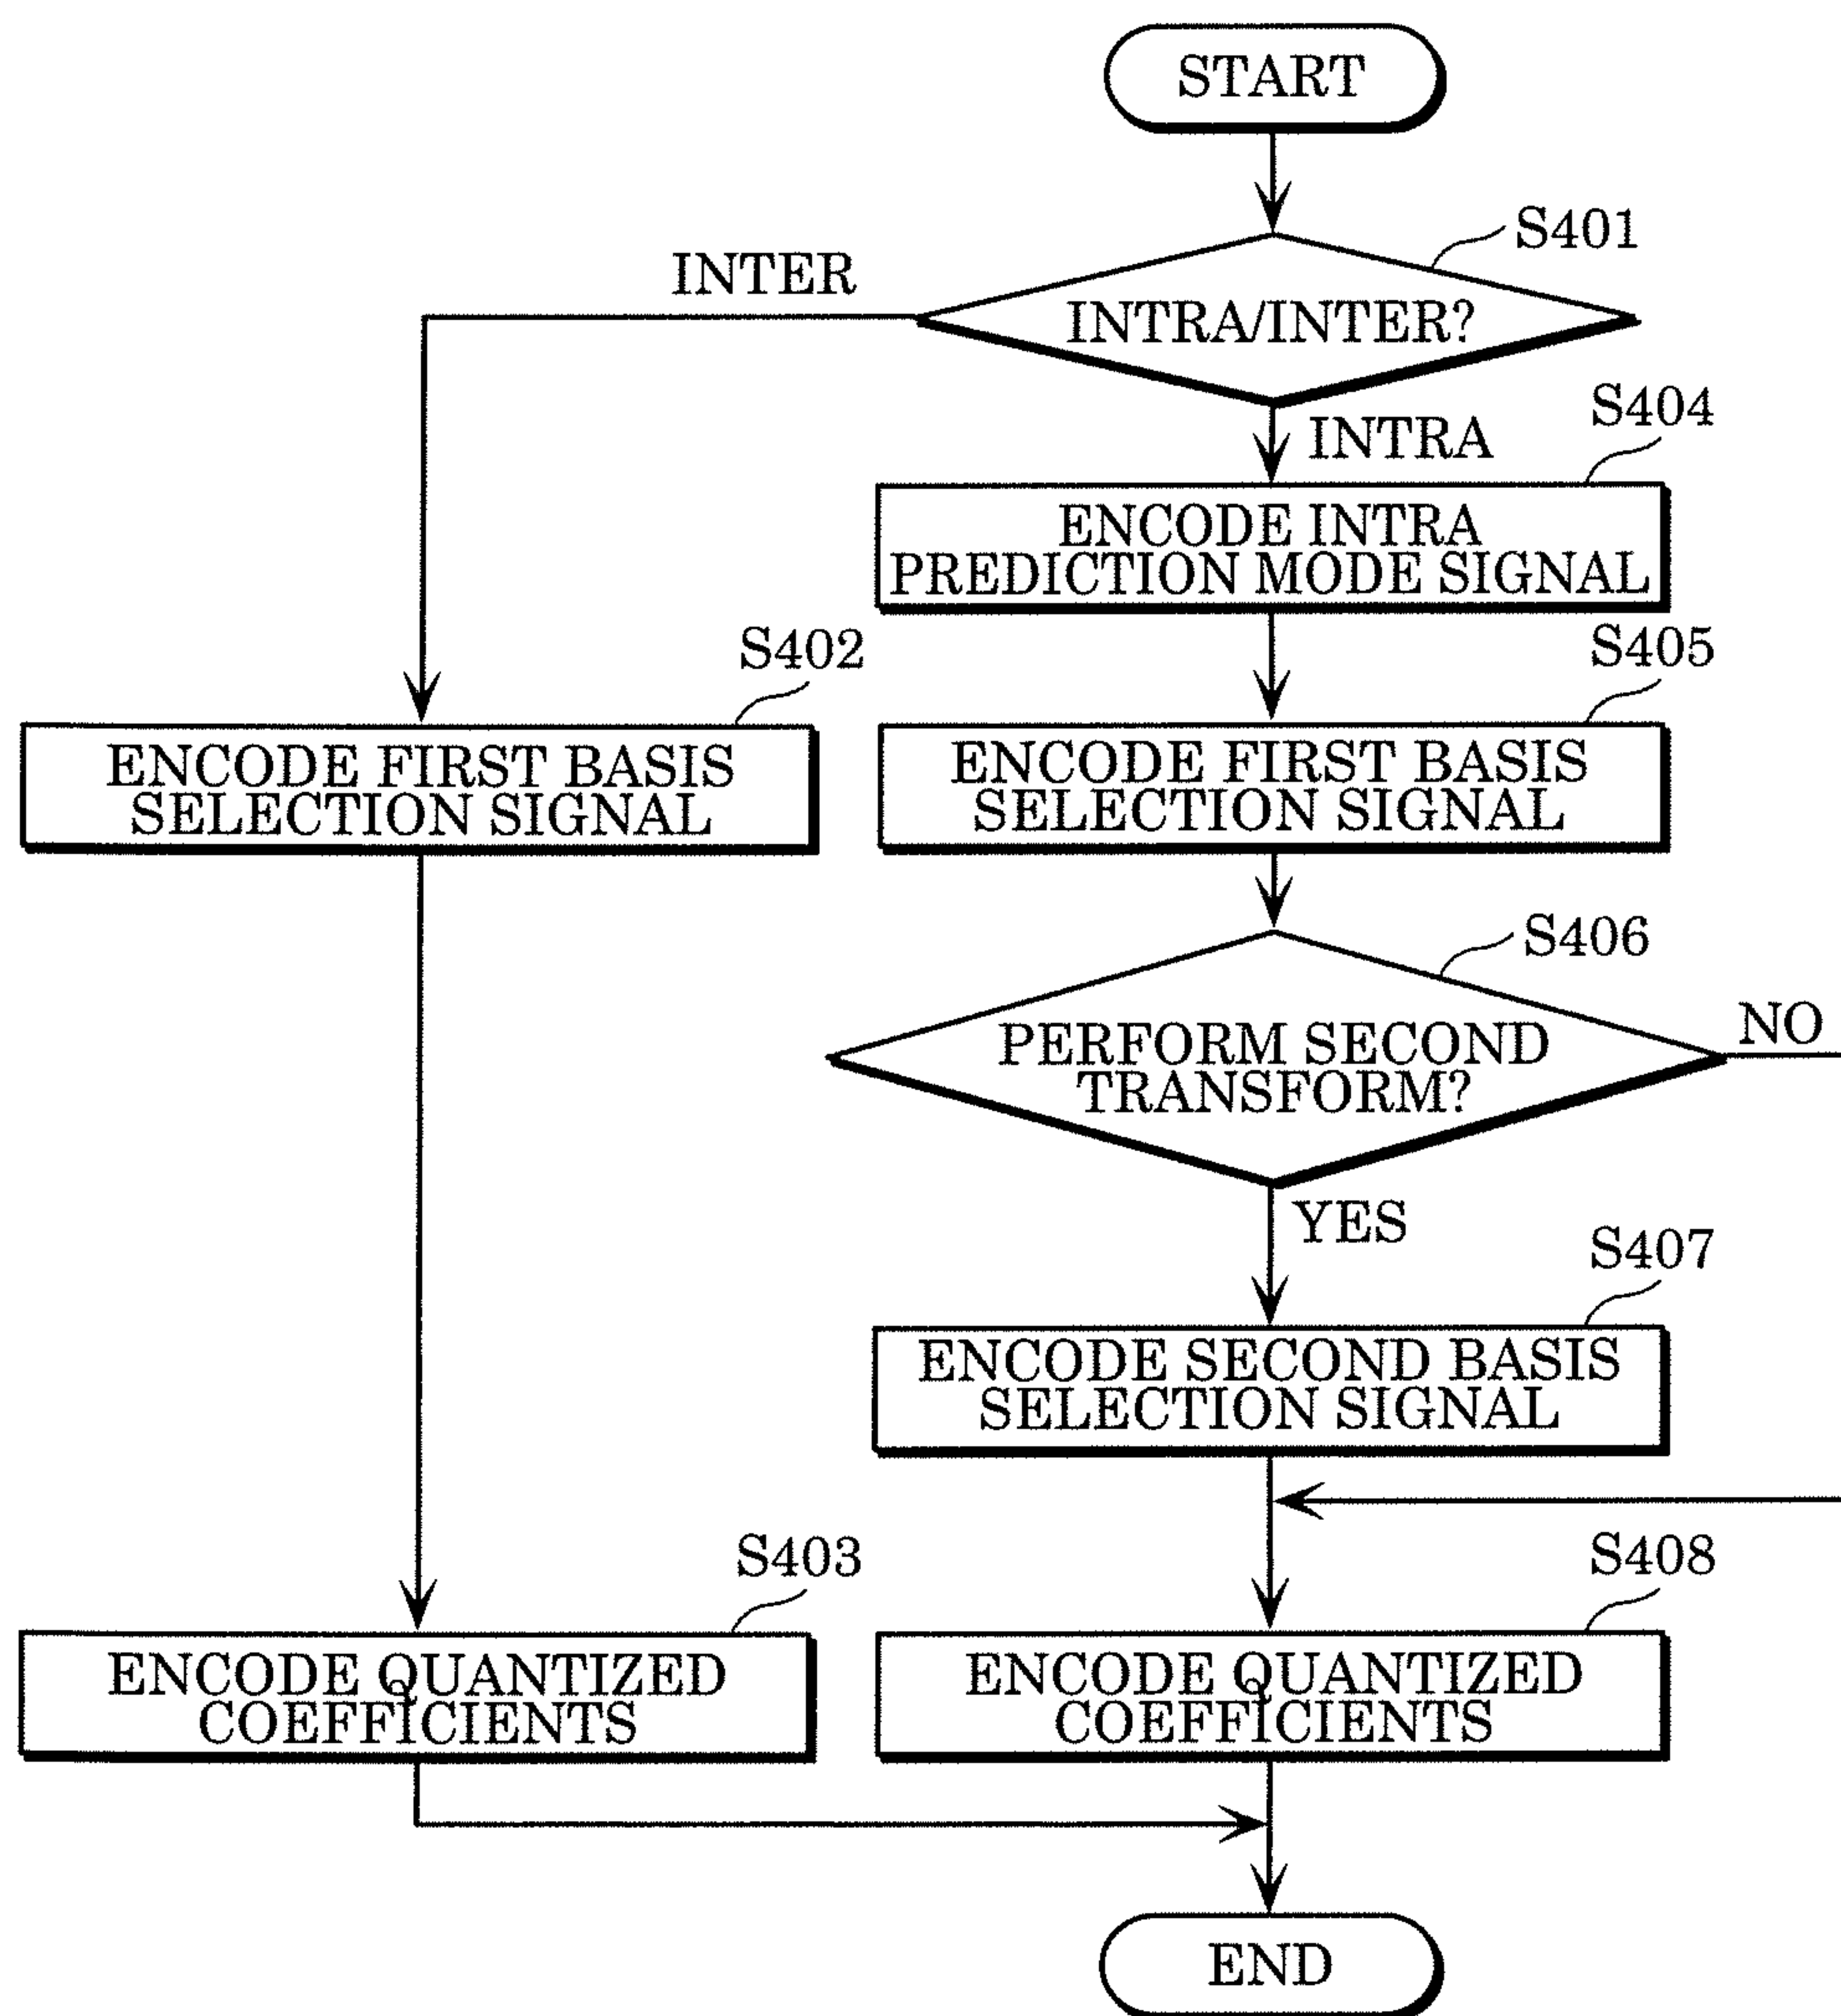 START
S401
INTER
INTRA/INTER?
S404
INTRA
ENCODE INTRA
PREDICTION MODE SIGNAL
S402
S405
ENCODE FIRST BASIS
SELECTION SIGNAL
ENCODE FIRST BASIS
SELECTION SIGNAL
S406
NO
PERFORM SECOND
TRANSFORM?
YES
S407
ENCODE SECOND BASIS
SELECTION SIGNAL
S403
S408
ENCODE QUANTIZED
COEFFICIENTS
ENCODE QUANTIZED
COEFFICIENTS
END